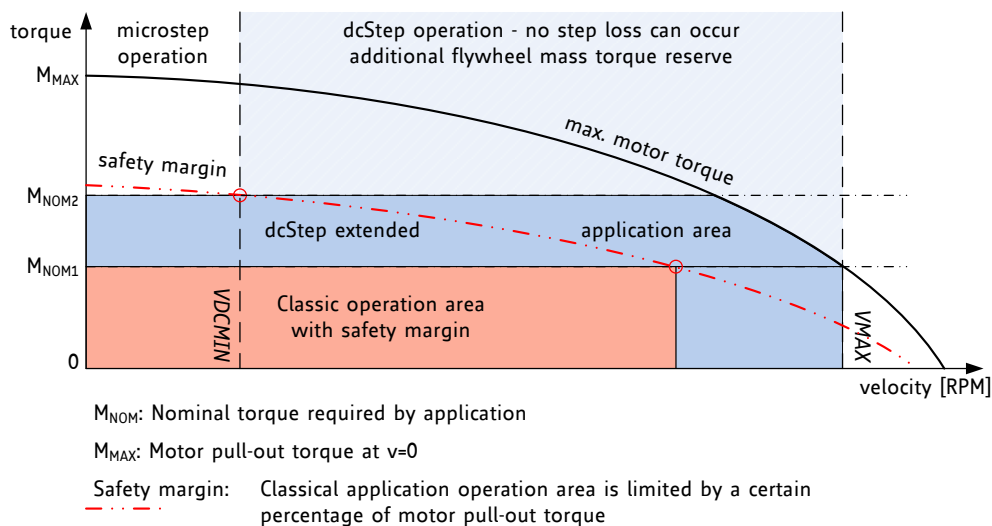 torque
microstep
operation
dcStep operation - no step loss can occur
additional flywheel mass torque reserve
MMAX
max. motor torque
safety margin
MNOM2
dcStep extended
application area
MNOM1
Classic operation area
with safety margin
VDCMIN
VMAX
0
velocity [RPM]
MNOM: Nominal torque required by application
MMAX: Motor pull-out torque at v=0
Safety margin: Classical application operation area is limited by a certain
percentage of motor pull-out torque